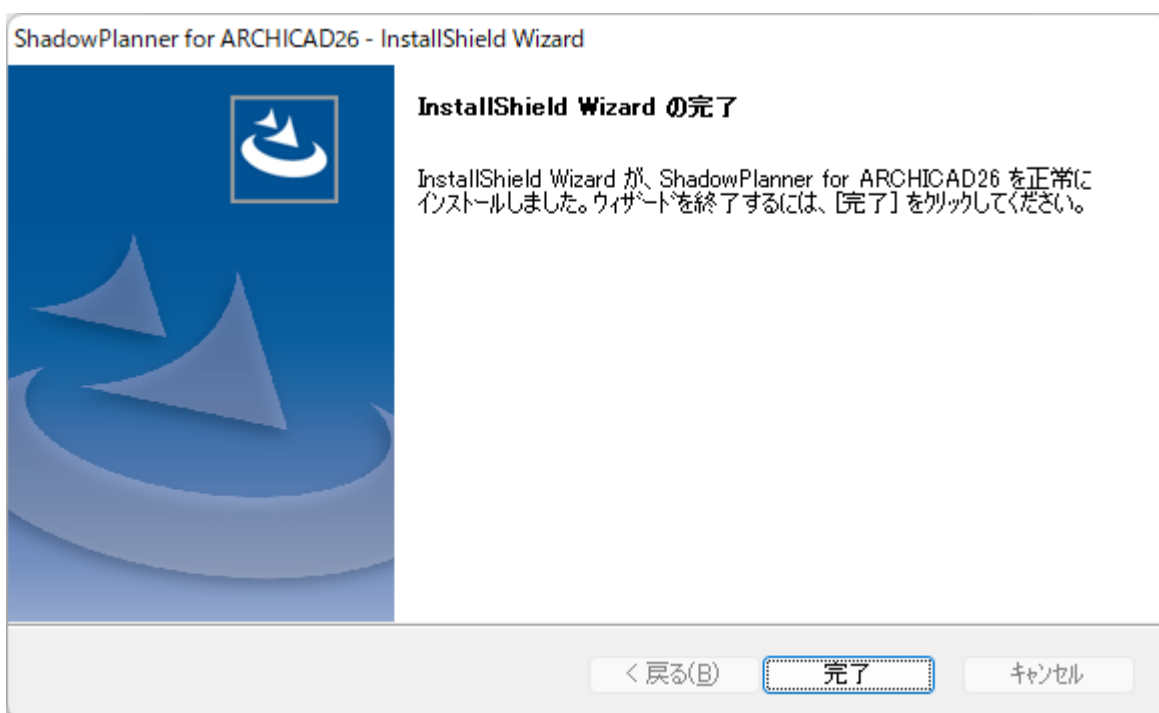 ShadowPlanner for ARCHICAD26 - InstallShield Wizard
InstallShield Wizard の完了
InstallShield Wizard が、ShadowPlanner for ARCHICAD26 を正常に
インストールしました。ウィザードを終了するには、[完了] をクリックしてください。
< 戻る(B)
完了
キャンセル